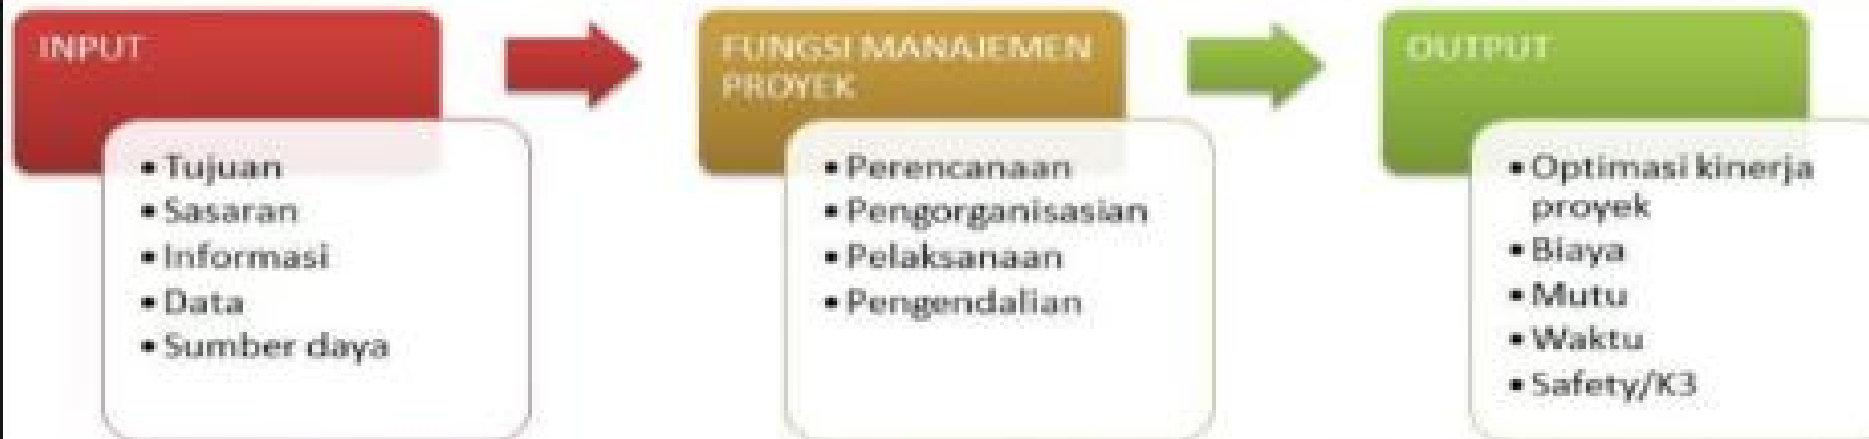 INPUT
• Tujuan
• Sasaran
• Informasi
• Data
• Sumber daya
FUNGSI MANAJEMEN
PROYEK
• Perencanaan
• Pengorganisasian
• Pelaksanaan
• Pengendalian
OUTPUT
• Optimasi kinerja
proyek
• Biaya
• Mutu
• Waktu
• Safety/K3